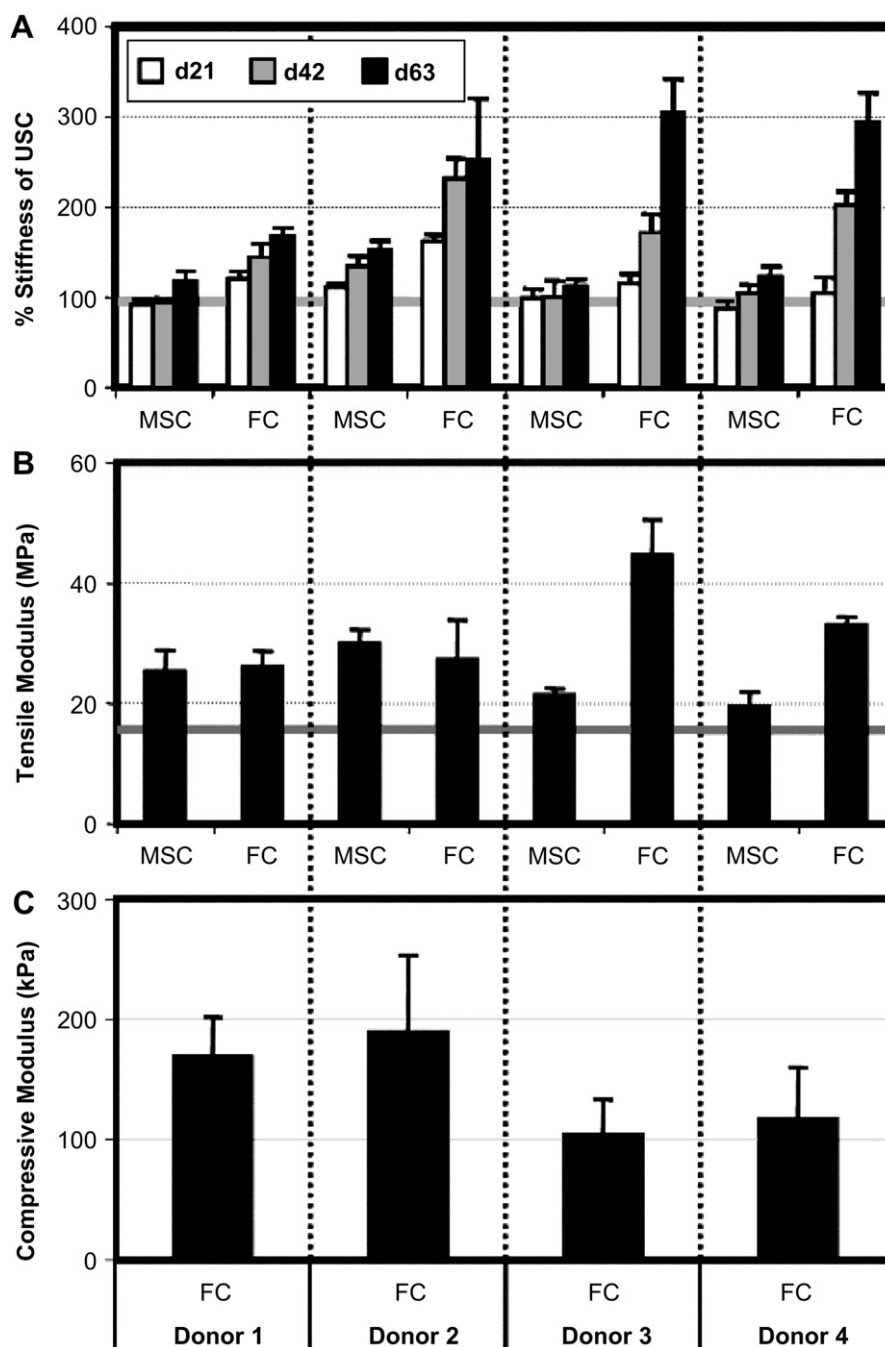 A
400
d21 d42 d63
300
200
100
0
% Stiffness of USC
MSC FC MSC FC MSC FC MSC FC
B
60
40
20
0
Tensile Modulus (MPa)
MSC FC MSC FC MSC FC MSC FC
C
300
200
100
0
Compressive Modulus (kPa)
FC FC FC FC
Donor 1 Donor 2 Donor 3 Donor 4